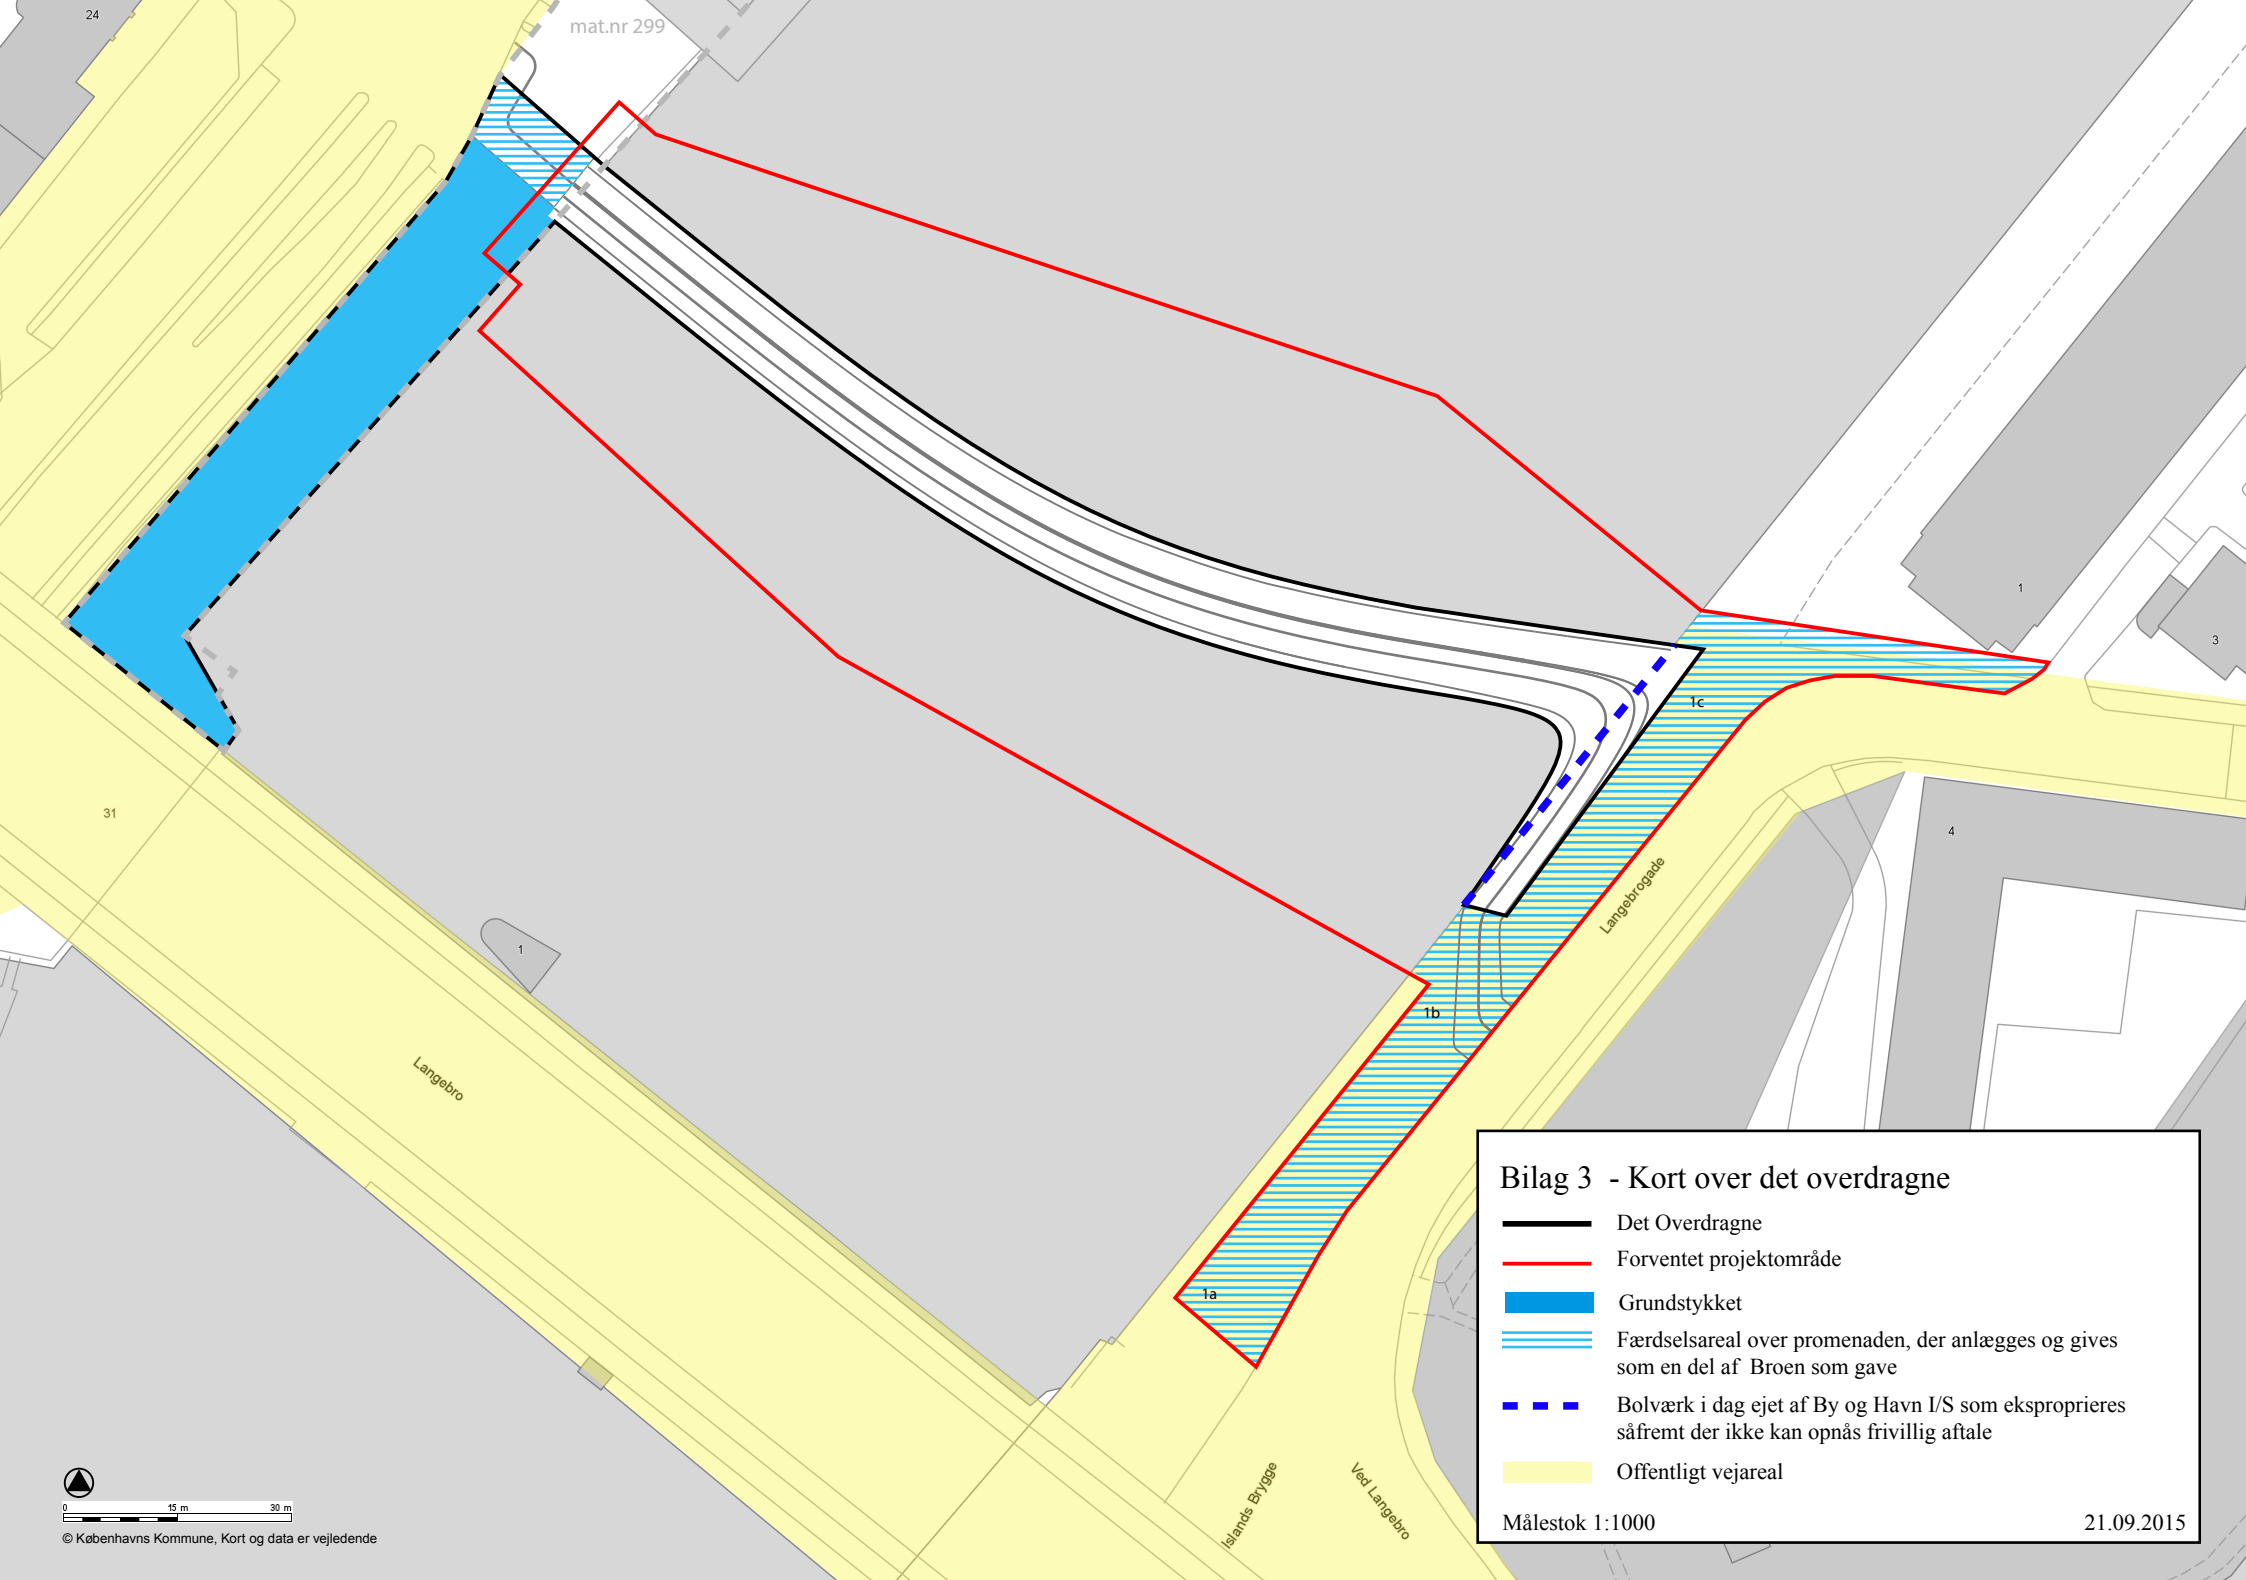 24
mat.nr 299
1
3
1c
31
4
Langebrogade
1
1b
Langebro
1a
Islands Brygge
Ved Langebro
Bilag 3 - Kort over det overdragne
Det Overdragne
Forventet projektområde
Grundstykket
Færdselsareal over promenaden, der anlægges og gives
som en del af Broen som gave
Bolværk i dag ejet af By og Havn I/S som eksproprieres
såfremt der ikke kan opnås frivillig aftale
Offentligt vejareal
Målestok 1:1000 21.09.2015
0 15 m 30 m
© Københavns Kommune, Kort og data er vejledende